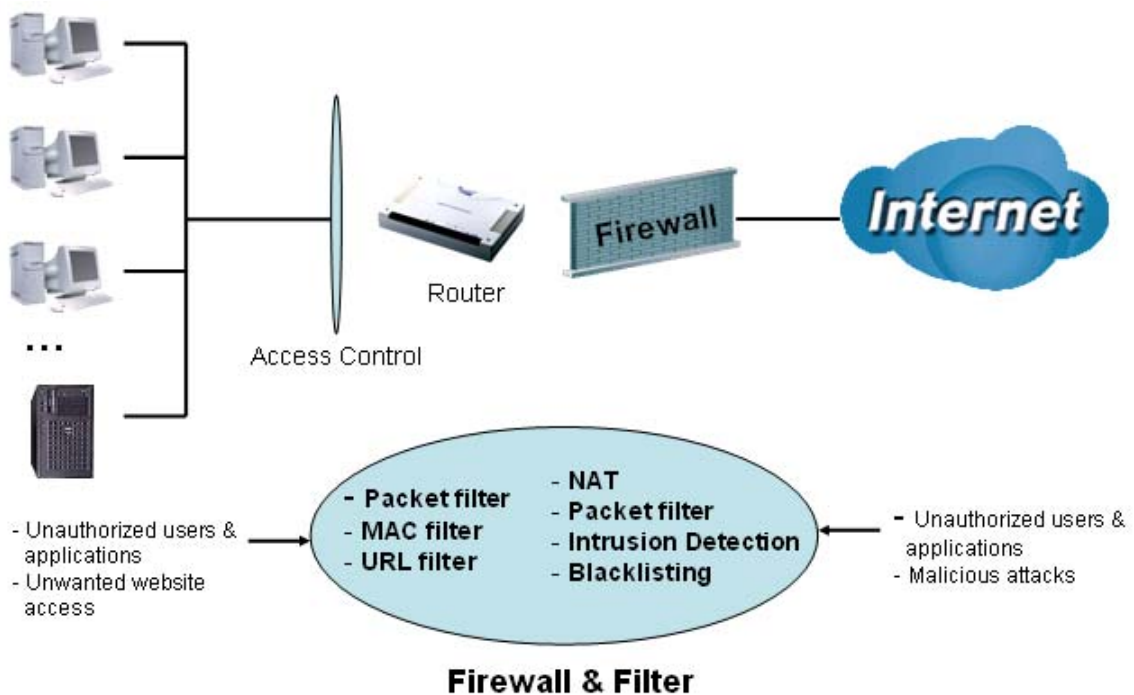 Firewall
Internet
Router
...
Access Control
- Packet filter
- MAC filter
- URL filter
- NAT
- Packet filter
- Intrusion Detection
- Blacklisting
- Unauthorized users &
applications
- Unwanted website
access
- Unauthorized users &
applications
- Malicious attacks
Firewall & Filter